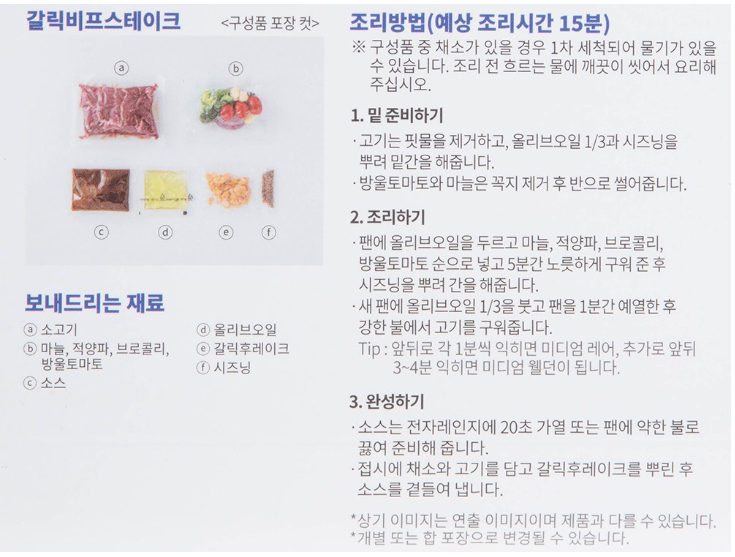 갈릭비프스테이크
<구성품 포장 컷>
ⓐ
ⓑ
ⓒ
ⓓ
ⓔ
ⓕ
보내드리는 재료
ⓐ 소고기
ⓑ 마늘, 적양파, 브로콜리,
방울토마토
ⓒ 소스
ⓓ 올리브오일
ⓔ 갈릭후레이크
ⓕ 시즈닝
조리방법(예상 조리시간 15분)
※ 구성품 중 채소가 있을 경우 1차 세척되어 물기가 있을
수 있습니다. 조리 전 흐르는 물에 깨끗이 씻어서 요리해
주십시오.
1. 밑 준비하기
· 고기는 핏물을 제거하고, 올리브오일 1/3과 시즈닝을
뿌려 밑간을 해줍니다.
· 방울토마토와 마늘은 꼭지 제거 후 반으로 썰어줍니다.
2. 조리하기
· 팬에 올리브오일을 두르고 마늘, 적양파, 브로콜리,
방울토마토 순으로 넣고 5분간 노릇하게 구워 준 후
시즈닝을 뿌려 간을 해줍니다.
· 새 팬에 올리브오일 1/3을 붓고 팬을 1분간 예열한 후
강한 불에서 고기를 구워줍니다.
Tip : 앞뒤로 각 1분씩 익히면 미디엄 레어, 추가로 앞뒤
3~4분 익히면 미디엄 웰던이 됩니다.
3. 완성하기
· 소스는 전자레인지에 20초 가열 또는 팬에 약한 불로
끓여 준비해 줍니다.
· 접시에 채소와 고기를 담고 갈릭후레이크를 뿌린 후
소스를 곁들여 냅니다.
*상기 이미지는 연출 이미지이며 제품과 다를 수 있습니다.
*개별 또는 합 포장으로 변경될 수 있습니다.